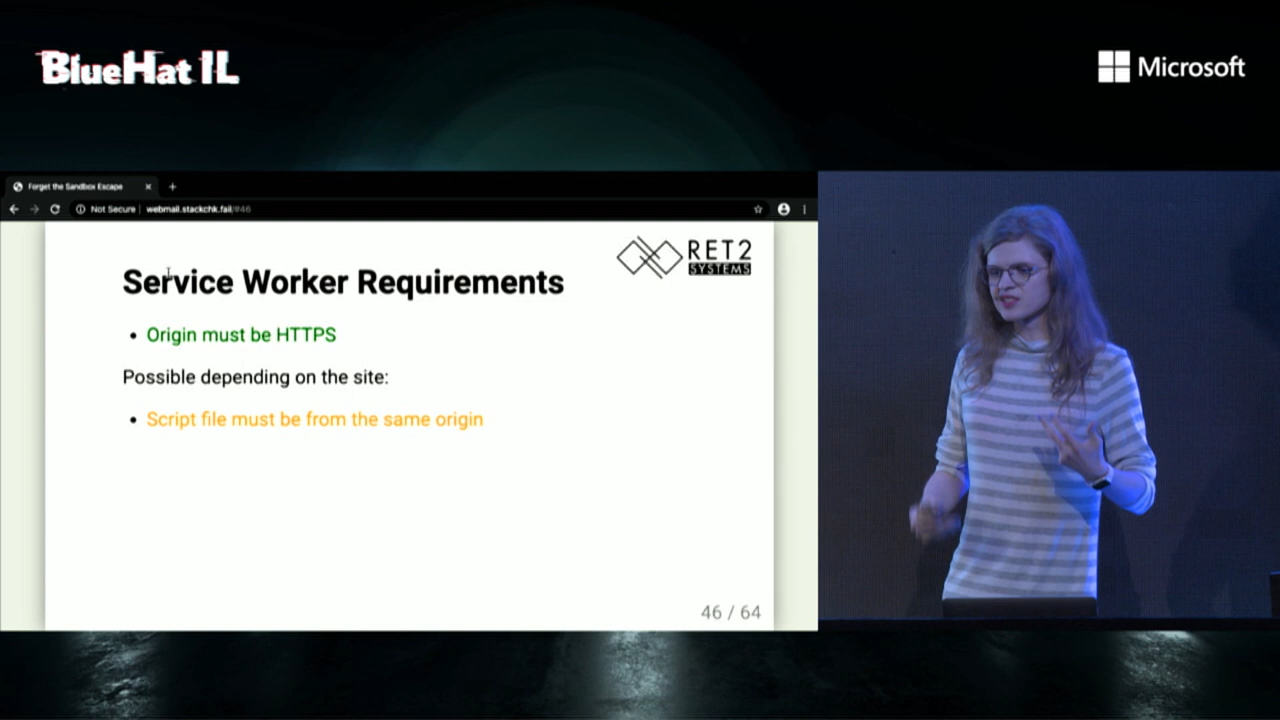 BlueHat IL
Microsoft
Forget the Sandbox Escape
Not Secure | webmail.stackchk.fail/#46
RET2
SYSTEMS
Service Worker Requirements
• Origin must be HTTPS
Possible depending on the site:
• Script file must be from the same origin
46 / 64